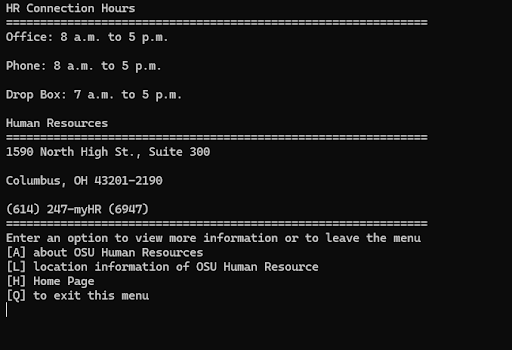 HR Connection Hours
==============================================================
Office: 8 a.m. to 5 p.m.
Phone: 8 a.m. to 5 p.m.
Drop Box: 7 a.m. to 5 p.m.
Human Resources
==============================================================
1590 North High St., Suite 300
Columbus, OH 43201-2190
(614) 247-myHR (6947)
==============================================================
Enter an option to view more information or to leave the menu
[A] about OSU Human Resources
[L] location information of OSU Human Resource
[H] Home Page
[Q] to exit this menu